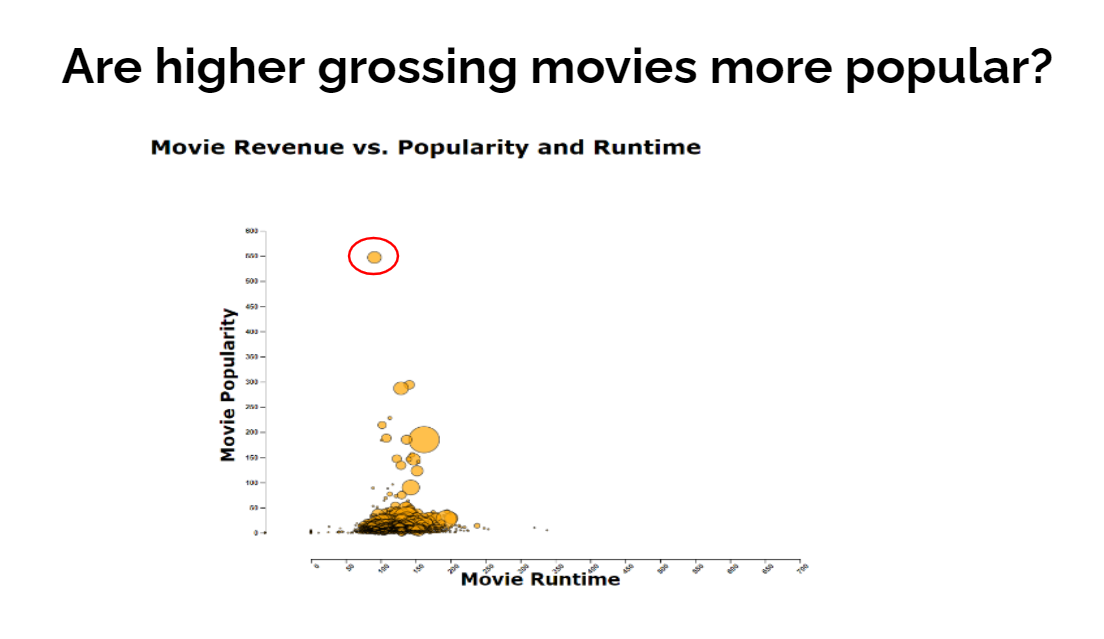 Are higher grossing movies more popular?
Movie Revenue vs. Popularity and Runtime
Movie Popularity
600
550
500
450
400
350
300
250
200
150
100
50
0
0 50 100 150 200 250 300 350 400 450 500 550 600 650 700
Movie Runtime